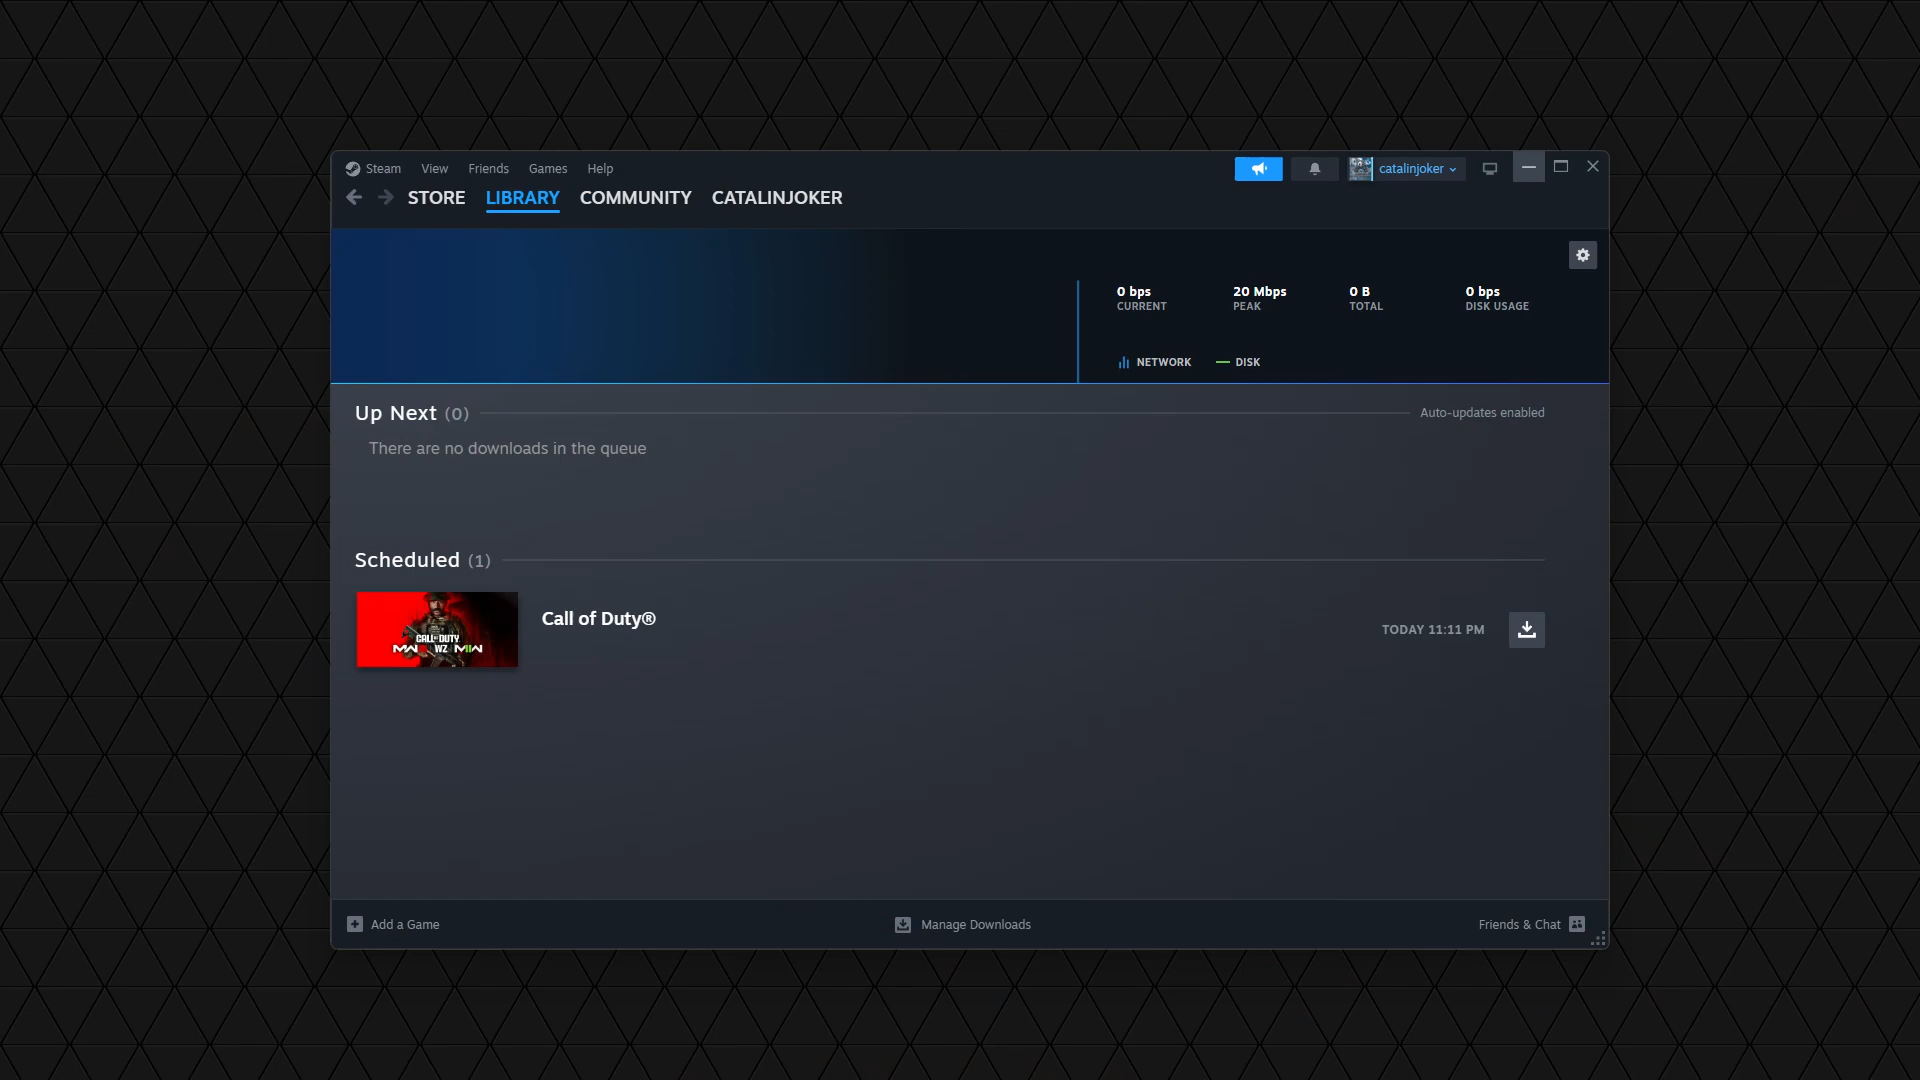 Steam View Friends Games Help catalinjoker
STORE LIBRARY COMMUNITY CATALINJOKER
0 bps 20 Mbps 0 B 0 bps
CURRENT PEAK TOTAL DISK USAGE
NETWORK DISK
Up Next (0) Auto-updates enabled
There are no downloads in the queue
Scheduled (1)
Call of Duty®
CALL OF DUTY
MW WZ MW
TODAY 11:11 PM
Add a Game Manage Downloads Friends & Chat